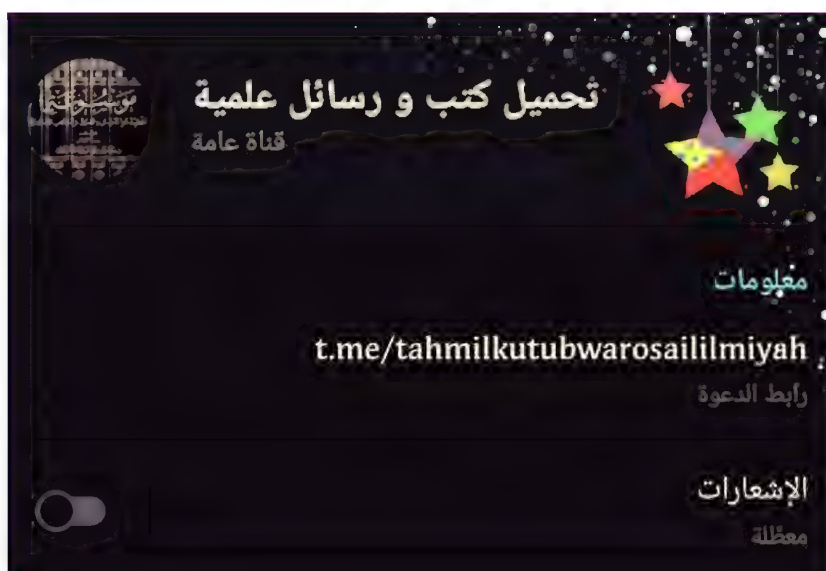 تحميل كتب و رسائل علمية
قناة عامة
معلومات
t.me/tahmilkutubwarosaililmiyah
رابط الدعوة
الإشعارات
معطلة